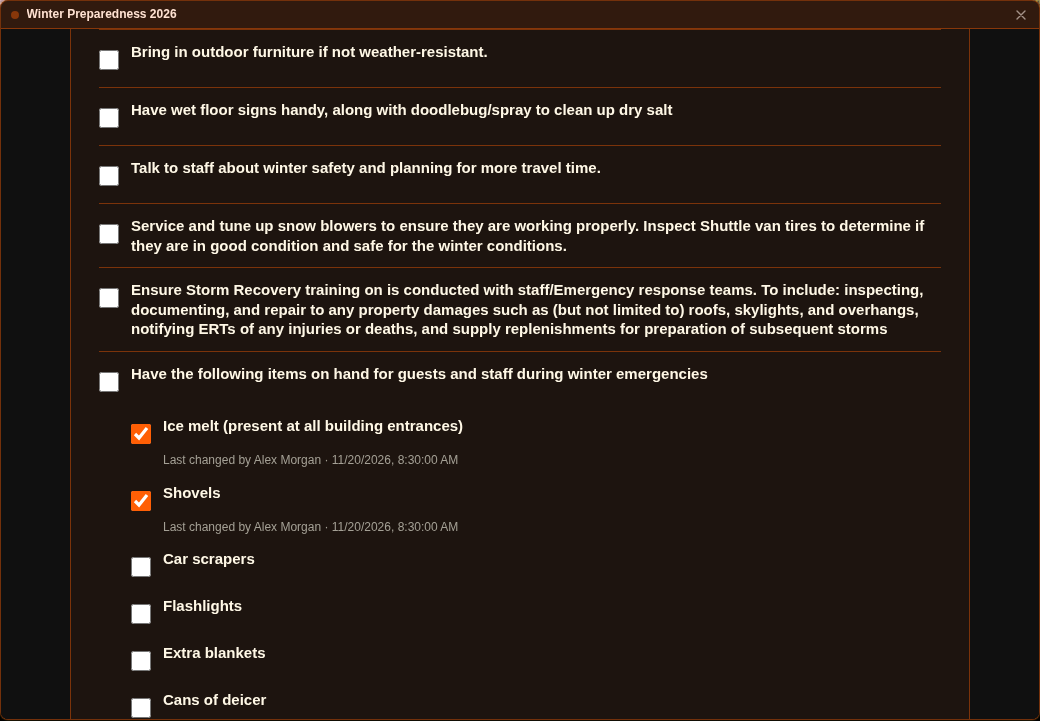 Winter Preparedness 2026
Bring in outdoor furniture if not weather-resistant.
Have wet floor signs handy, along with doodlebug/spray to clean up dry salt
Talk to staff about winter safety and planning for more travel time.
Service and tune up snow blowers to ensure they are working properly. Inspect Shuttle van tires to determine if
they are in good condition and safe for the winter conditions.
Ensure Storm Recovery training on is conducted with staff/Emergency response teams. To include: inspecting,
documenting, and repair to any property damages such as (but not limited to) roofs, skylights, and overhangs,
notifying ERTs of any injuries or deaths, and supply replenishments for preparation of subsequent storms
Have the following items on hand for guests and staff during winter emergencies
Ice melt (present at all building entrances)
Last changed by Alex Morgan · 11/20/2026, 8:30:00 AM
Shovels
Last changed by Alex Morgan · 11/20/2026, 8:30:00 AM
Car scrapers
Flashlights
Extra blankets
Cans of deicer